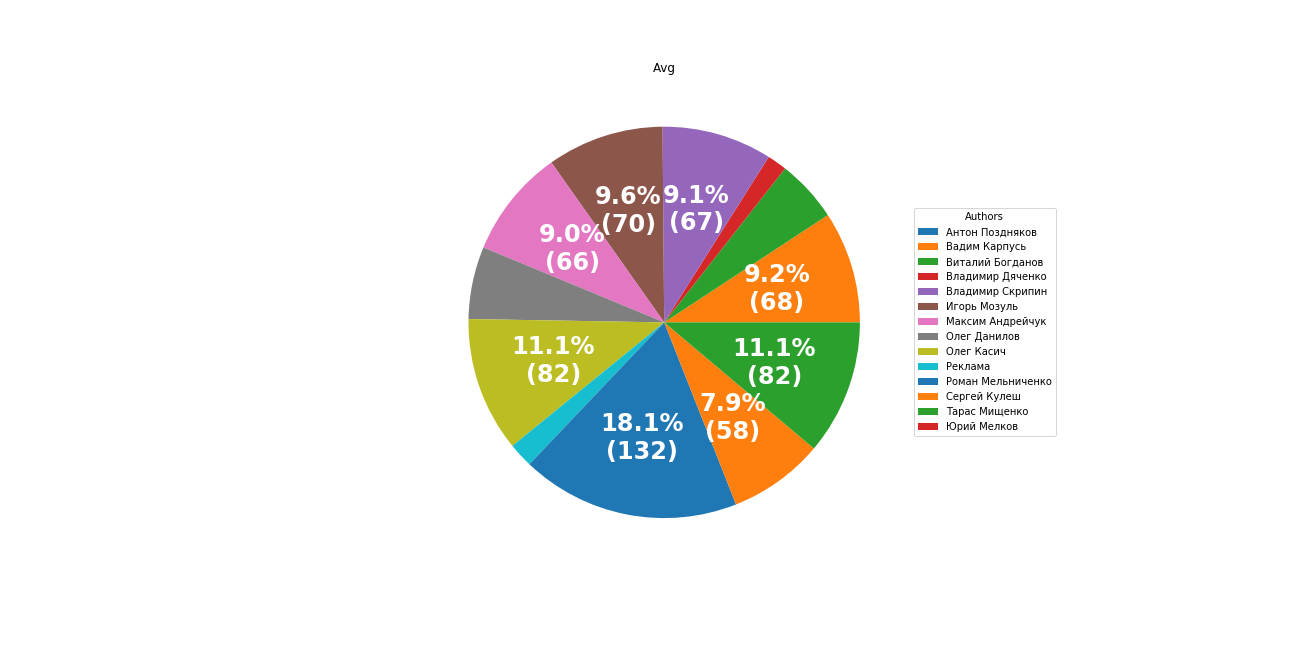 Avg
9.6%
(70)
9.1%
(67)
9.0%
(66)
9.2%
(68)
11.1%
(82)
11.1%
(82)
7.9%
(58)
18.1%
(132)
Authors
Антон Поздняков
Вадим Карпусь
Виталий Богданов
Владимир Дяченко
Владимир Скрипин
Игорь Мозуль
Максим Андрейчук
Олег Данилов
Олег Касич
Реклама
Роман Мельниченко
Сергей Кулеш
Тарас Мищенко
Юрий Мелков